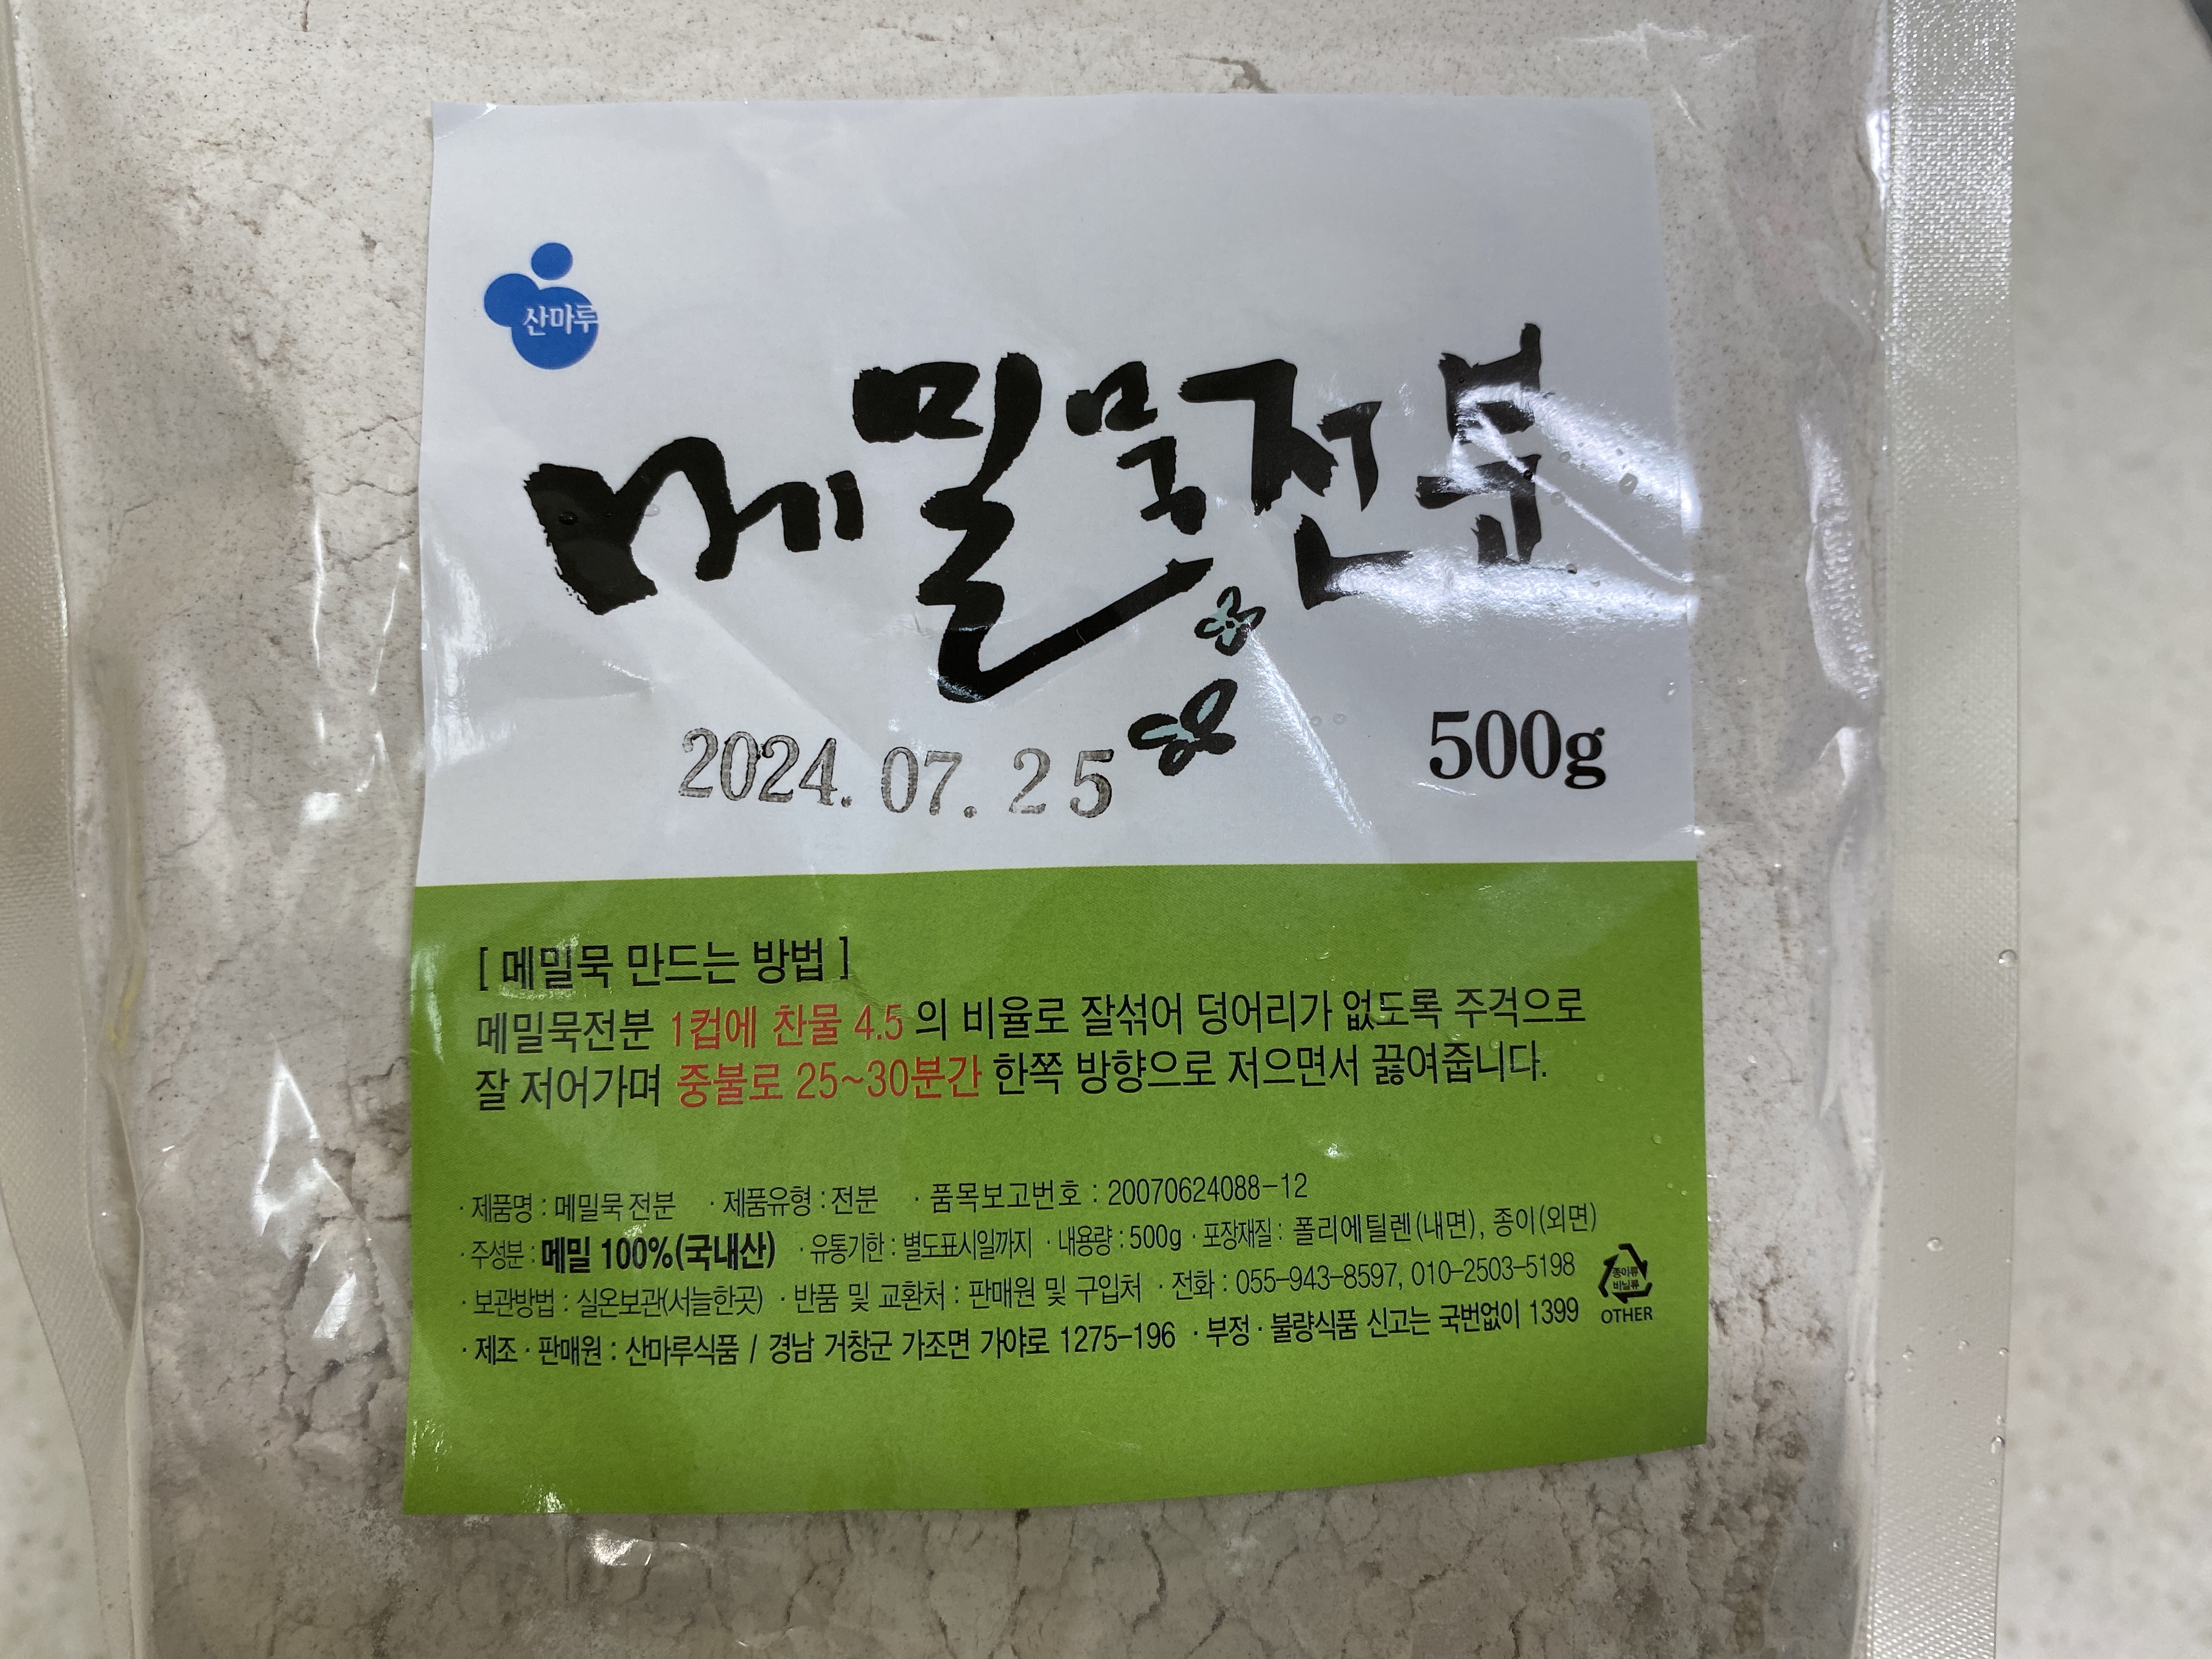 산마루
메밀묵전분
2024. 07. 25
500g
[ 메밀묵 만드는 방법 ]
메밀묵전분 1컵에 찬물 4.5 의 비율로 잘섞어 덩어리가 없도록 주걱으로
잘 저어가며 중불로 25~30분간 한쪽 방향으로 저으면서 끓여줍니다.
· 제품명 : 메밀묵 전분 · 제품유형 : 전분 · 품목보고번호 : 20070624088-12
· 주성분 : 메밀 100%(국내산) · 유통기한 : 별도표시일까지 · 내용량 : 500g · 포장재질 : 폴리에틸렌(내면), 종이(외면)
· 보관방법 : 실온보관(서늘한곳) · 반품 및 교환처 : 판매원 및 구입처 · 전화 : 055-943-8597, 010-2503-5198
· 제조 · 판매원 : 산마루식품 / 경남 거창군 가조면 가야로 1275-196 · 부정 · 불량식품 신고는 국번없이 1399
종이류
비닐류
OTHER